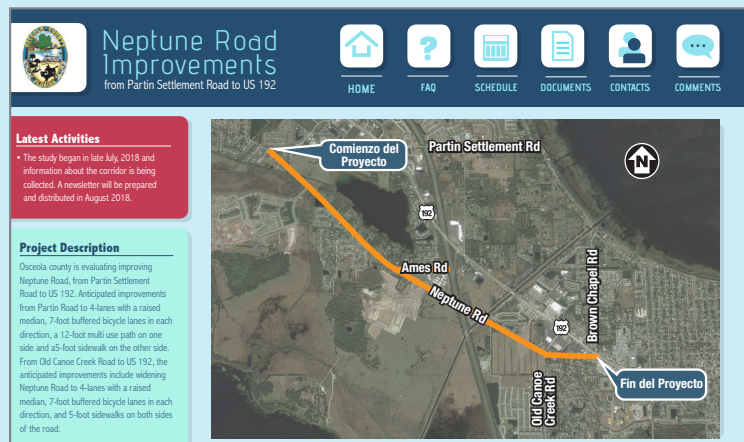 Neptune Road
Improvements
from Partin Settlement Road to US 192
HOME
FAQ
SCHEDULE
DOCUMENTS
CONTACTS
COMMENTS
Latest Activities
• The study began in late July, 2018 and
information about the corridor is being
collected. A newsletter will be prepared
and distributed in August 2018.
Project Description
Osceola county is evaluating improving
Neptune Road, from Partin Settlement
Road to US 192. Anticipated improvements
from Partin Road to 4-lanes with a raised
median, 7-foot buffered bicycle lanes in each
direction, a 12-foot multi use path on one
side and a5-foot sidewalk on the other side.
From Old Canoe Creek Road to US 192, the
anticipated improvements include widening
Neptune Road to 4-lanes with a raised
median, 7-foot buffered bicycle lanes in each
direction, and 5-foot sidewalks on both sides
of the road.
Comienzo del
Proyecto
Partin Settlement Rd
N
192
Ames Rd
Neptune Rd
192
Brown Chapel Rd
Old Canoe
Creek Rd
Fin del Proyecto